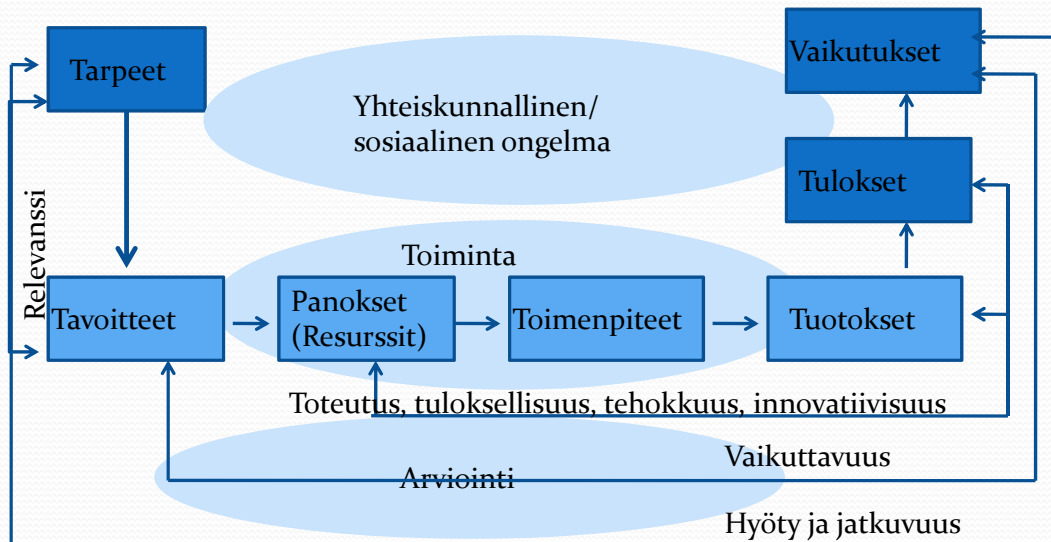 Tarpeet
Vaikutukset
Yhteiskunnallinen/
sosiaalinen ongelma
Tulokset
Relevanssi
Toiminta
Tavoitteet
Panokset
(Resurssit)
Toimenpiteet
Tuotokset
Toteutus, tuloksellisuus, tehokkuus, innovatiivisuus
Vaikuttavuus
Arviointi
Hyöty ja jatkuvuus